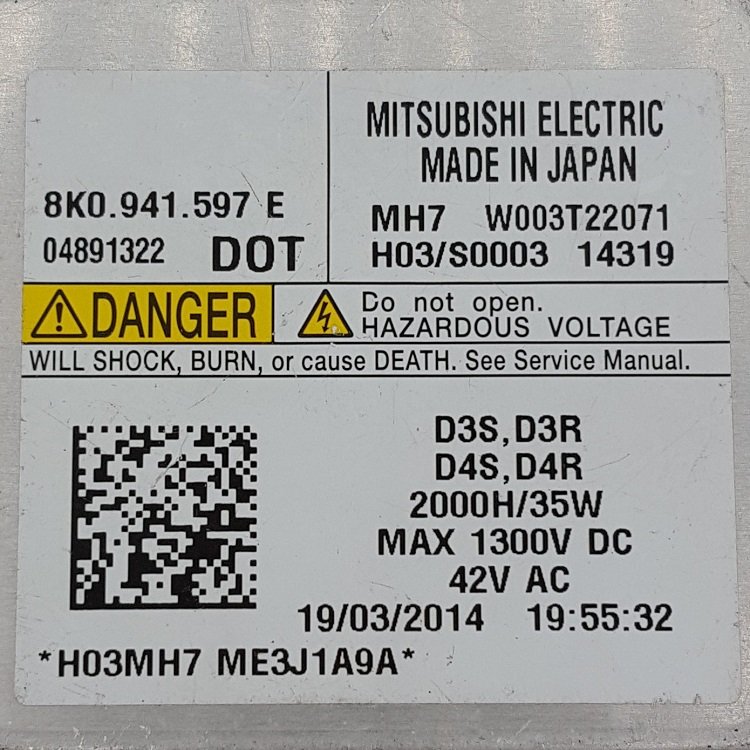 MITSUBISHI ELECTRIC
MADE IN JAPAN
8K0.941.597 E
MH7 W003T22071
04891322 DOT
H03/S0003 14319
DANGER
Do not open.
HAZARDOUS VOLTAGE
WILL SHOCK, BURN, or cause DEATH. See Service Manual.
D3S,D3R
D4S,D4R
2000H/35W
MAX 1300V DC
42V AC
19/03/2014 19:55:32
*H03MH7 ME3J1A9A*